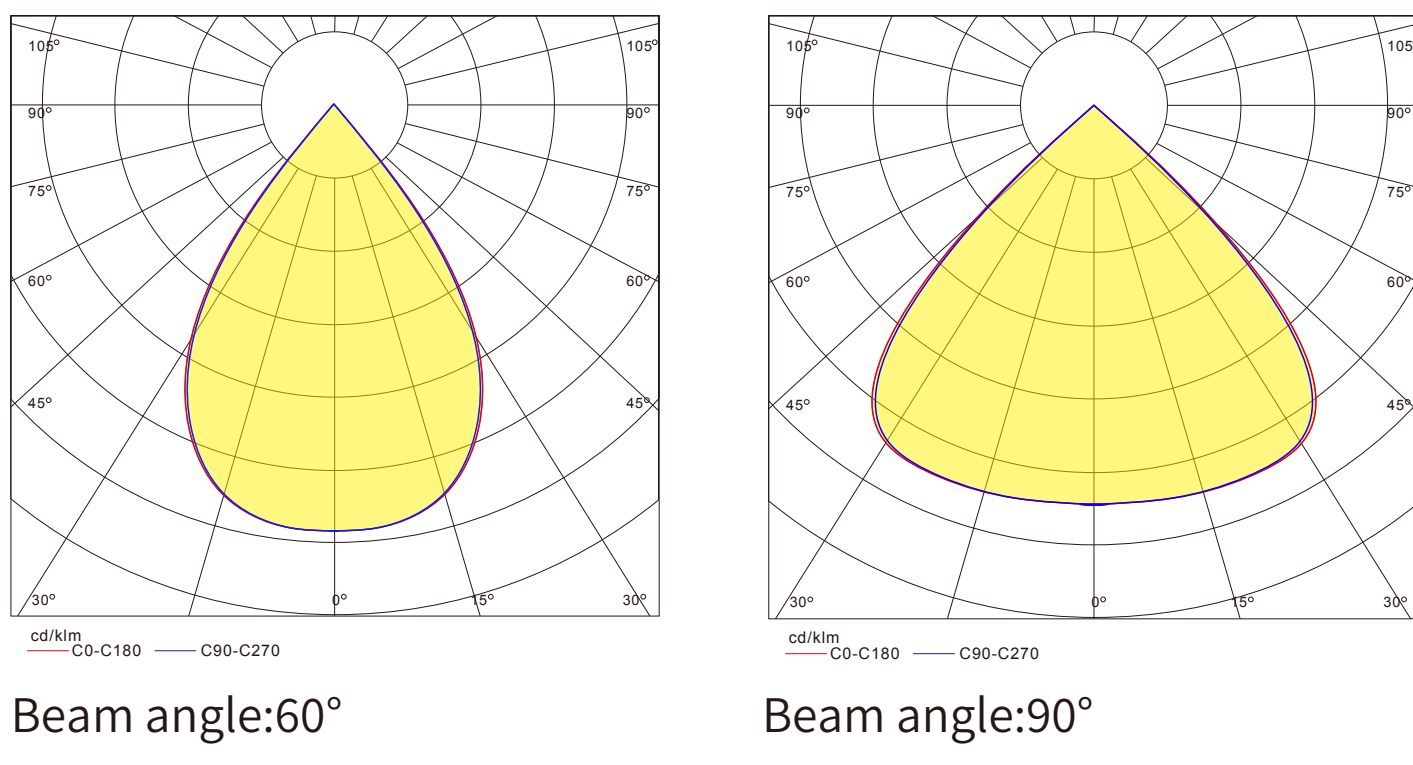 105° 105° 105° 105
90° 90° 90° 90°
75° 75° 75° 75°
60° 60° 60° 60°
45° 45° 45° 45°
30° 0° 15° 30° 30° 0° 15° 30°
cd/klm cd/klm
C0-C180 C90-C270 C0-C180 C90-C270
Beam angle:60° Beam angle:90°